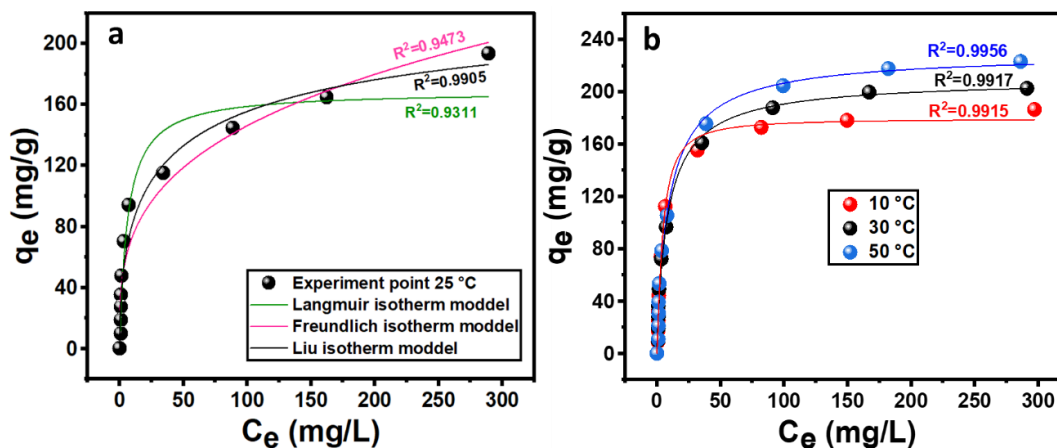 a
R²=0.9473
R²=0.9905
R²=0.9311
200
160
120
80
40
0
qe (mg/g)
Experiment point 25 °C
Langmuir isotherm moddel
Freundlich isotherm moddel
Liu isotherm moddel
0 50 100 150 200 250 300
Ce (mg/L)
b
R²=0.9956
R²=0.9917
R²=0.9915
240
200
160
120
80
40
0
qe (mg/g)
10 °C
30 °C
50 °C
0 50 100 150 200 250 300
Ce (mg/L)